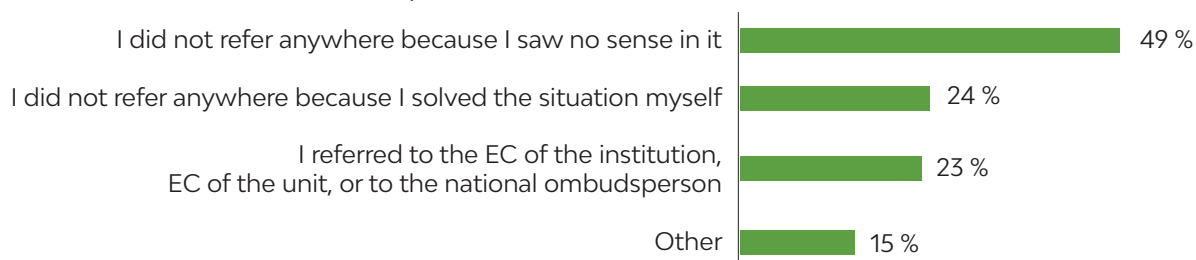 I did not refer anywhere because I saw no sense in it 49 %
I did not refer anywhere because I solved the situation myself 24 %
I referred to the EC of the institution,
EC of the unit, or to the national ombudsperson 23 %
Other 15 %